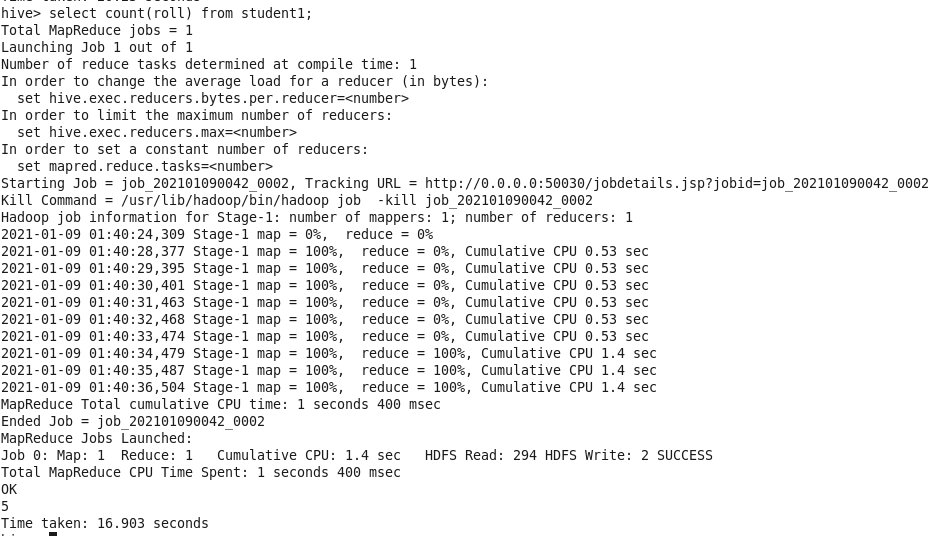 hive> select count(roll) from student1;
Total MapReduce jobs = 1
Launching Job 1 out of 1
Number of reduce tasks determined at compile time: 1
In order to change the average load for a reducer (in bytes):
  set hive.exec.reducers.bytes.per.reducer=<number>
In order to limit the maximum number of reducers:
  set hive.exec.reducers.max=<number>
In order to set a constant number of reducers:
  set mapred.reduce.tasks=<number>
Starting Job = job_202101090042_0002, Tracking URL = http://0.0.0.0:50030/jobdetails.jsp?jobid=job_202101090042_0002
Kill Command = /usr/lib/hadoop/bin/hadoop job  -kill job_202101090042_0002
Hadoop job information for Stage-1: number of mappers: 1; number of reducers: 1
2021-01-09 01:40:24,309 Stage-1 map = 0%,  reduce = 0%
2021-01-09 01:40:28,377 Stage-1 map = 100%,  reduce = 0%, Cumulative CPU 0.53 sec
2021-01-09 01:40:29,395 Stage-1 map = 100%,  reduce = 0%, Cumulative CPU 0.53 sec
2021-01-09 01:40:30,401 Stage-1 map = 100%,  reduce = 0%, Cumulative CPU 0.53 sec
2021-01-09 01:40:31,463 Stage-1 map = 100%,  reduce = 0%, Cumulative CPU 0.53 sec
2021-01-09 01:40:32,468 Stage-1 map = 100%,  reduce = 0%, Cumulative CPU 0.53 sec
2021-01-09 01:40:33,474 Stage-1 map = 100%,  reduce = 0%, Cumulative CPU 0.53 sec
2021-01-09 01:40:34,479 Stage-1 map = 100%,  reduce = 100%, Cumulative CPU 1.4 sec
2021-01-09 01:40:35,487 Stage-1 map = 100%,  reduce = 100%, Cumulative CPU 1.4 sec
2021-01-09 01:40:36,504 Stage-1 map = 100%,  reduce = 100%, Cumulative CPU 1.4 sec
MapReduce Total cumulative CPU time: 1 seconds 400 msec
Ended Job = job_202101090042_0002
MapReduce Jobs Launched:
Job 0: Map: 1  Reduce: 1   Cumulative CPU: 1.4 sec   HDFS Read: 294 HDFS Write: 2 SUCCESS
Total MapReduce CPU Time Spent: 1 seconds 400 msec
OK
5
Time taken: 16.903 seconds